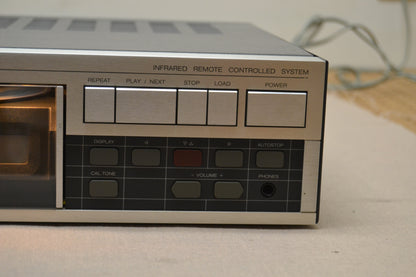 INFRARED REMOTE CONTROLLED SYSTEM
REPEAT PLAY / NEXT STOP LOAD POWER
DISPLAY AUTOSTOP
CAL TONE - VOLUME + PHONES